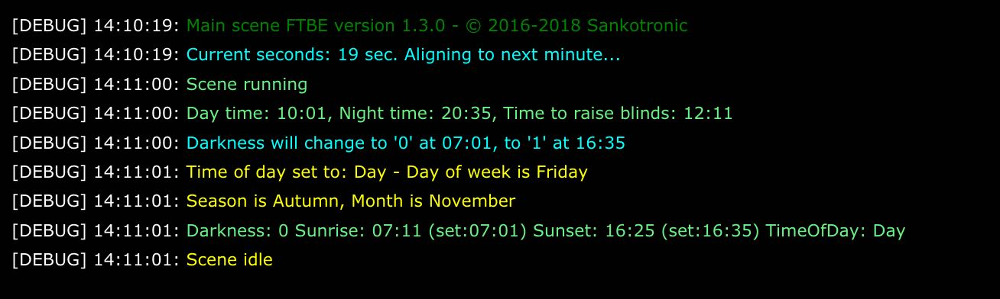 [DEBUG] 14:10:19: Main scene FTBE version 1.3.0 - © 2016-2018 Sankotronic
[DEBUG] 14:10:19: Current seconds: 19 sec. Aligning to next minute...
[DEBUG] 14:11:00: Scene running
[DEBUG] 14:11:00: Day time: 10:01, Night time: 20:35, Time to raise blinds: 12:11
[DEBUG] 14:11:00: Darkness will change to '0' at 07:01, to '1' at 16:35
[DEBUG] 14:11:01: Time of day set to: Day - Day of week is Friday
[DEBUG] 14:11:01: Season is Autumn, Month is November
[DEBUG] 14:11:01: Darkness: 0 Sunrise: 07:11 (set:07:01) Sunset: 16:25 (set:16:35) TimeOfDay: Day
[DEBUG] 14:11:01: Scene idle